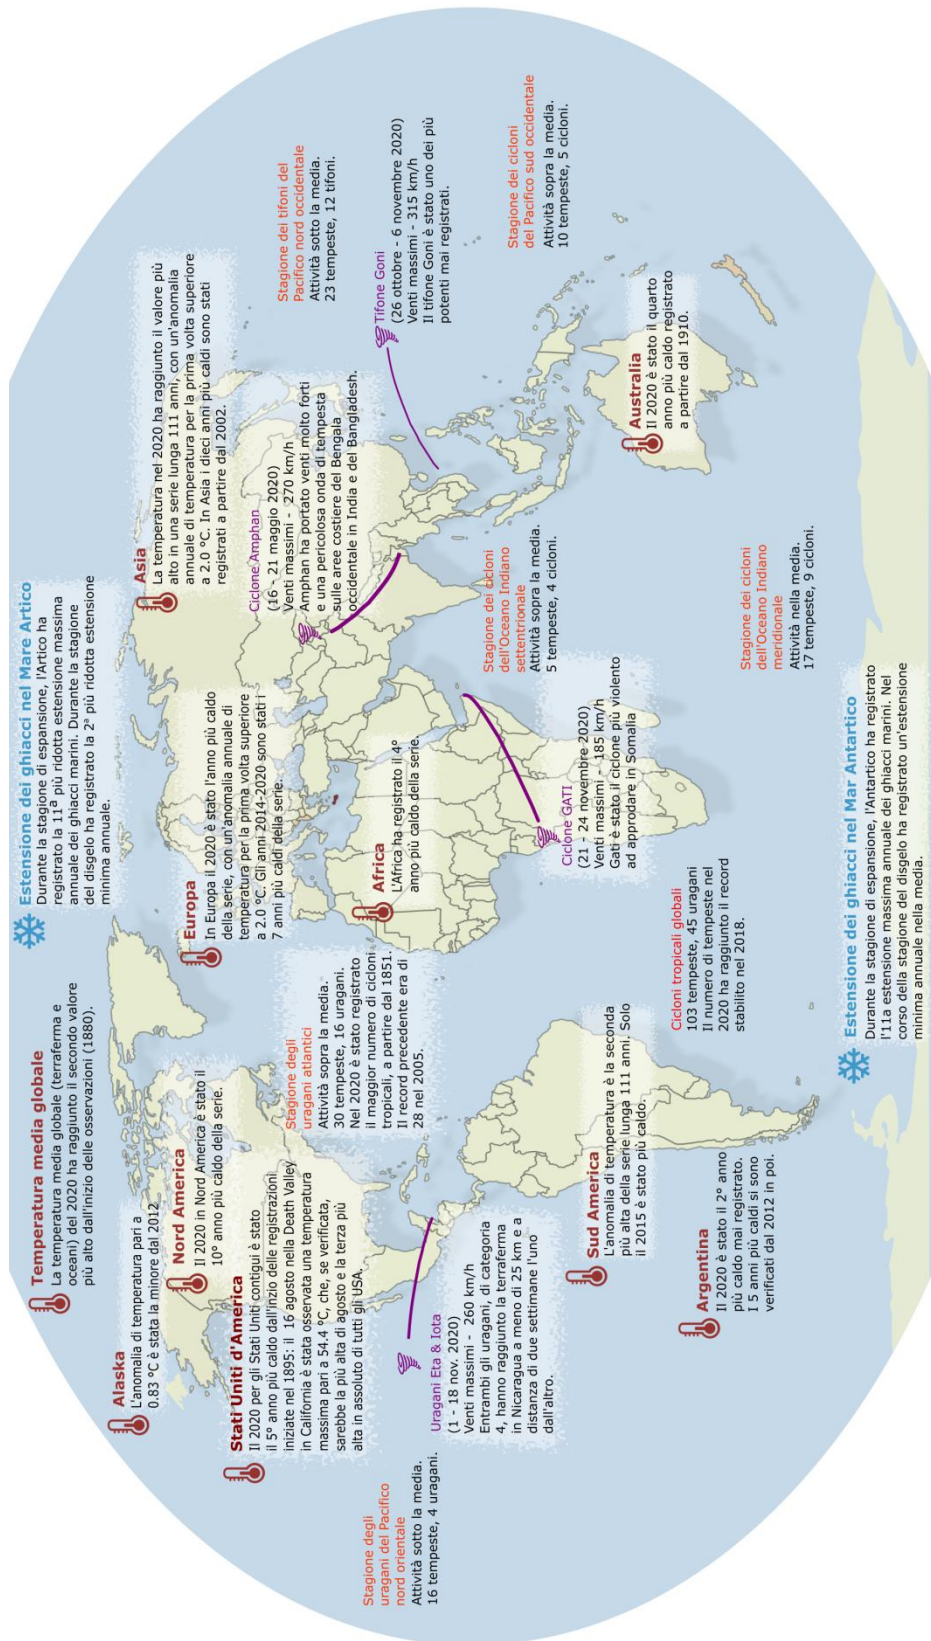 Temperatura media globale
La temperatura media globale (terraferma e
oceani) del 2020 ha raggiunto il secondo valore
più alto dall'inizio delle osservazioni (1880).
Estensione dei ghiacci nel Mare Artico
Durante la stagione di espansione, l'Artico ha
registrato la 11ª più ridotta estensione massima
annuale dei ghiacci marini. Durante la stagione
del disgelo ha registrato la 2ª più ridotta estensione
minima annuale.
Alaska
L'anomalia di temperatura pari a
0.83 °C è stata la minore dal 2012
Nord America
Il 2020 in Nord America è stato il
10° anno più caldo della serie.
Stati Uniti d'America
Il 2020 per gli Stati Uniti contigui è stato
il 5° anno più caldo dall'inzio delle registrazioni
iniziate nel 1895: il 16 agosto nella Death Valley
in California è stata osservata una temperatura
massima pari a 54.4 °C, che, se verificata,
sarebbe la più alta di agosto e la terza più
alta in assoluto di tutti gli USA.
Europa
In Europa il 2020 è stato l'anno più caldo
della serie, con un'anomalia annuale di
temperatura per la prima volta superiore
a 2.0 °C. Gli anni 2014-2020 sono stati i
7 anni più caldi della serie.
Asia
La temperatura nel 2020 ha raggiunto il valore più
alto in una serie lunga 111 anni, con un'anomalia
annuale di temperatura per la prima volta superiore
a 2.0 °C. In Asia i dieci anni più caldi sono stati
registrati a partire dal 2002.
Ciclone Amphan
(16 - 21 maggio 2020)
Venti massimi - 270 km/h
Amphan ha portato venti molto forti
e una pericolosa onda di tempesta
sulle aree costiere del Bengala
occidentale in India e del Bangladesh.
Stagione dei tifoni del
Pacifico nord occidentale
Attività sotto la media.
23 tempeste, 12 tifoni.
Stagione degli
uragani atlantici
Attività sopra la media.
30 tempeste, 16 uragani.
Nel 2020 è stato registrato
il maggior numero di cicloni
tropicali, a partire dal 1851.
Il record precedente era di
28 nel 2005.
Africa
L'Africa ha registrato il 4°
anno più caldo della serie.
Tifone Goni
(26 ottobre - 6 novembre 2020)
Venti massimi - 315 km/h
Il tifone Goni è stato uno dei più
potenti mai registrati.
Stagione degli
uragani del Pacifico
nord orientale
Attività sotto la media.
16 tempeste, 4 uragani.
Uragani Eta & Iota
(1 - 18 nov. 2020)
Venti massimi - 260 km/h
Entrambi gli uragani, di categoria
4, hanno raggiunto la terraferma
in Nicaragua a meno di 25 km e a
distanza di due settimane l'uno
dall'altro.
Stagione dei cicloni
dell'Oceano Indiano
settentrionale
Attività sopra la media.
5 tempeste, 4 cicloni.
Stagione dei cicloni
del Pacifico sud occidentale
Attività sopra la media.
10 tempeste, 5 cicloni.
Ciclone GATI
(21 - 24 novembre 2020)
Venti massimi - 185 km/h
Gati è stato il ciclone più violento
ad approdare in Somalia
Sud America
L'anomalia di temperatura è la seconda
più alta della serie lunga 111 anni. Solo
il 2015 è stato più caldo.
Australia
Il 2020 è stato il quarto
anno più caldo registrato
a partire dal 1910.
Cicloni tropicali globali
103 tempeste, 45 uragani
Il numero di tempeste nel
2020 ha raggiunto il record
stabilito nel 2018.
Argentina
Il 2020 è stato il 2° anno
più caldo mai registrato.
I 5 anni più caldi si sono
verificati dal 2012 in poi.
Stagione dei cicloni
dell'Oceano Indiano
meridionale
Attività nella media.
17 tempeste, 9 cicloni.
Estensione dei ghiacci nel Mar Antartico
Durante la stagione di espansione, l'Antartico ha registrato
l'11a estensione massima annuale dei ghiacci marini. Nel
corso della stagione del disgelo ha registrato un'estensione
minima annuale nella media.